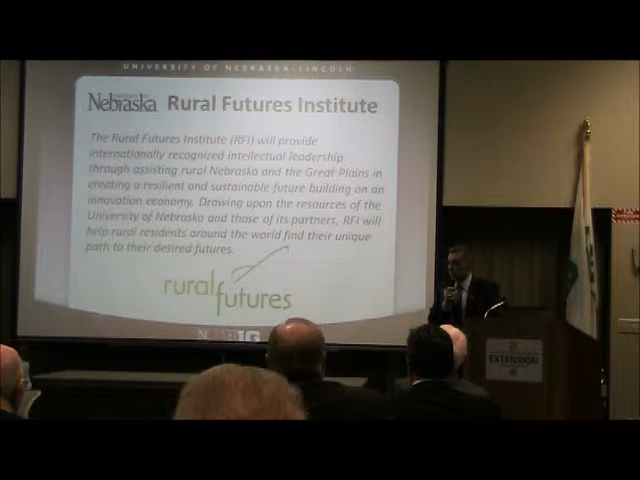 UNIVERSITY OF NEBRASKA–LINCOLN
Nebraska Rural Futures Institute
The Rural Futures Institute (RFI) will provide
internationally recognized intellectual leadership
through assisting rural Nebraska and the Great Plains in
creating a resilient and sustainable future building on an
innovation economy. Drawing upon the resources of the
University of Nebraska and those of its partners, RFI will
help rural residents around the world find their unique
path to their desired futures.
ruralfutures
EXTENSION